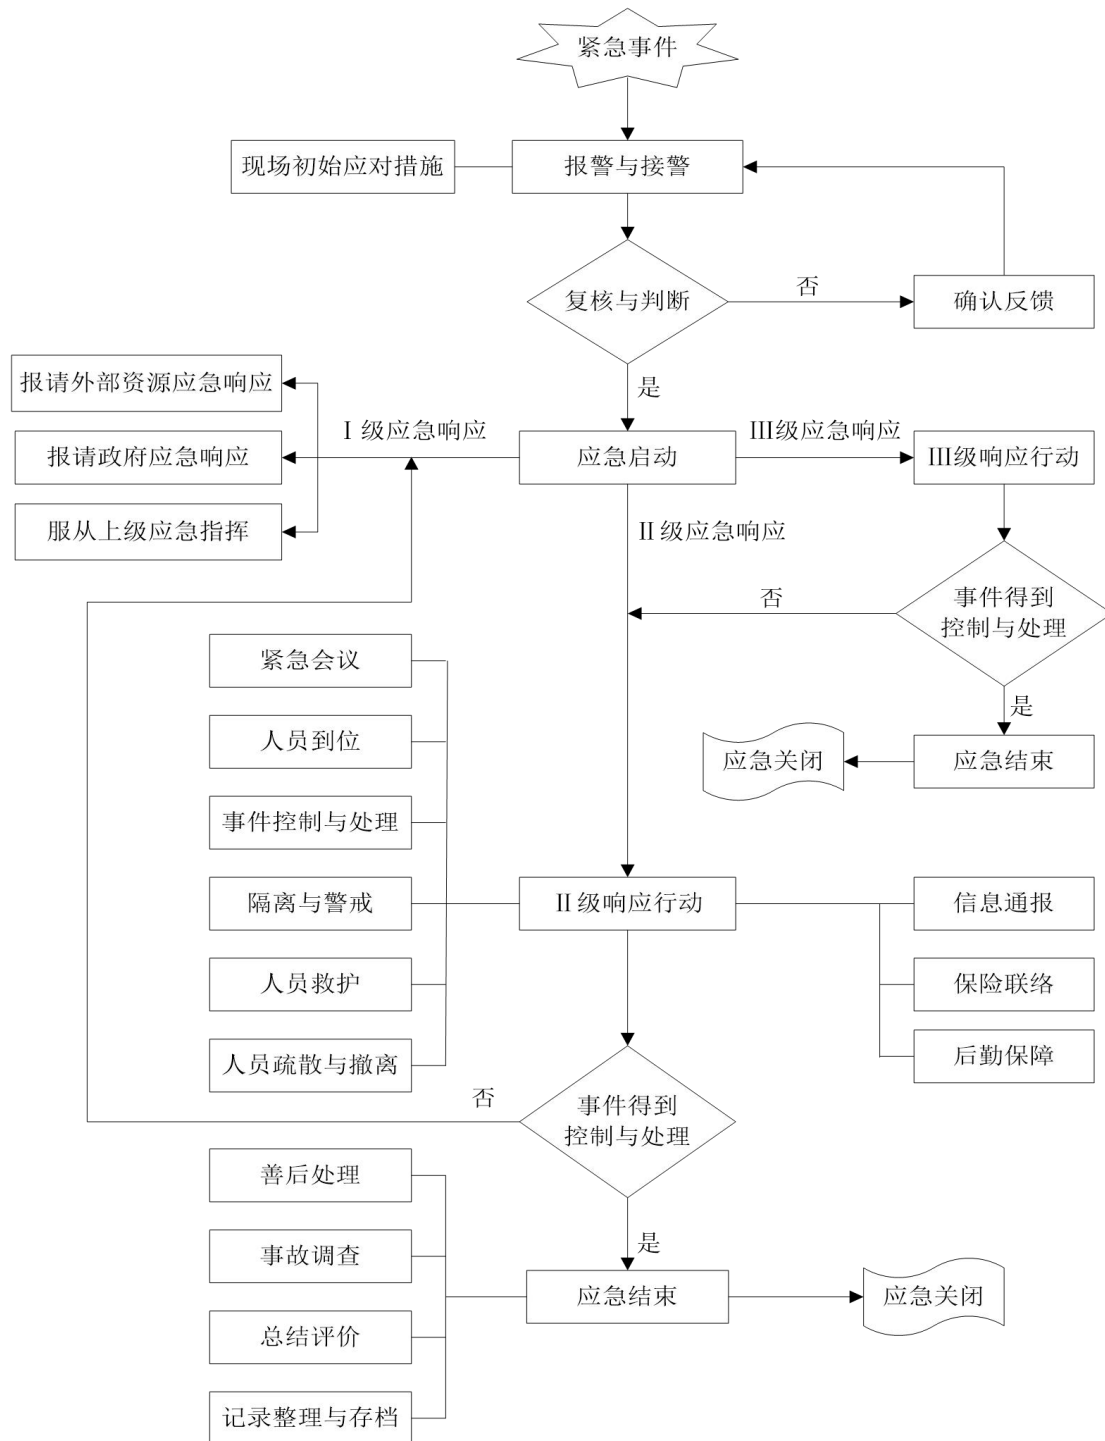 紧急事件
现场初始应对措施
报警与接警
复核与判断
否
确认反馈
是
报请外部资源应急响应
报请政府应急响应
服从上级应急指挥
Ⅰ级应急响应
应急启动
Ⅲ级应急响应
Ⅲ级响应行动
Ⅱ级应急响应
事件得到
控制与处理
否
是
应急结束
应急关闭
紧急会议
人员到位
事件控制与处理
隔离与警戒
人员救护
人员疏散与撤离
Ⅱ级响应行动
信息通报
保险联络
后勤保障
否
事件得到
控制与处理
是
善后处理
事故调查
总结评价
记录整理与存档
应急结束
应急关闭